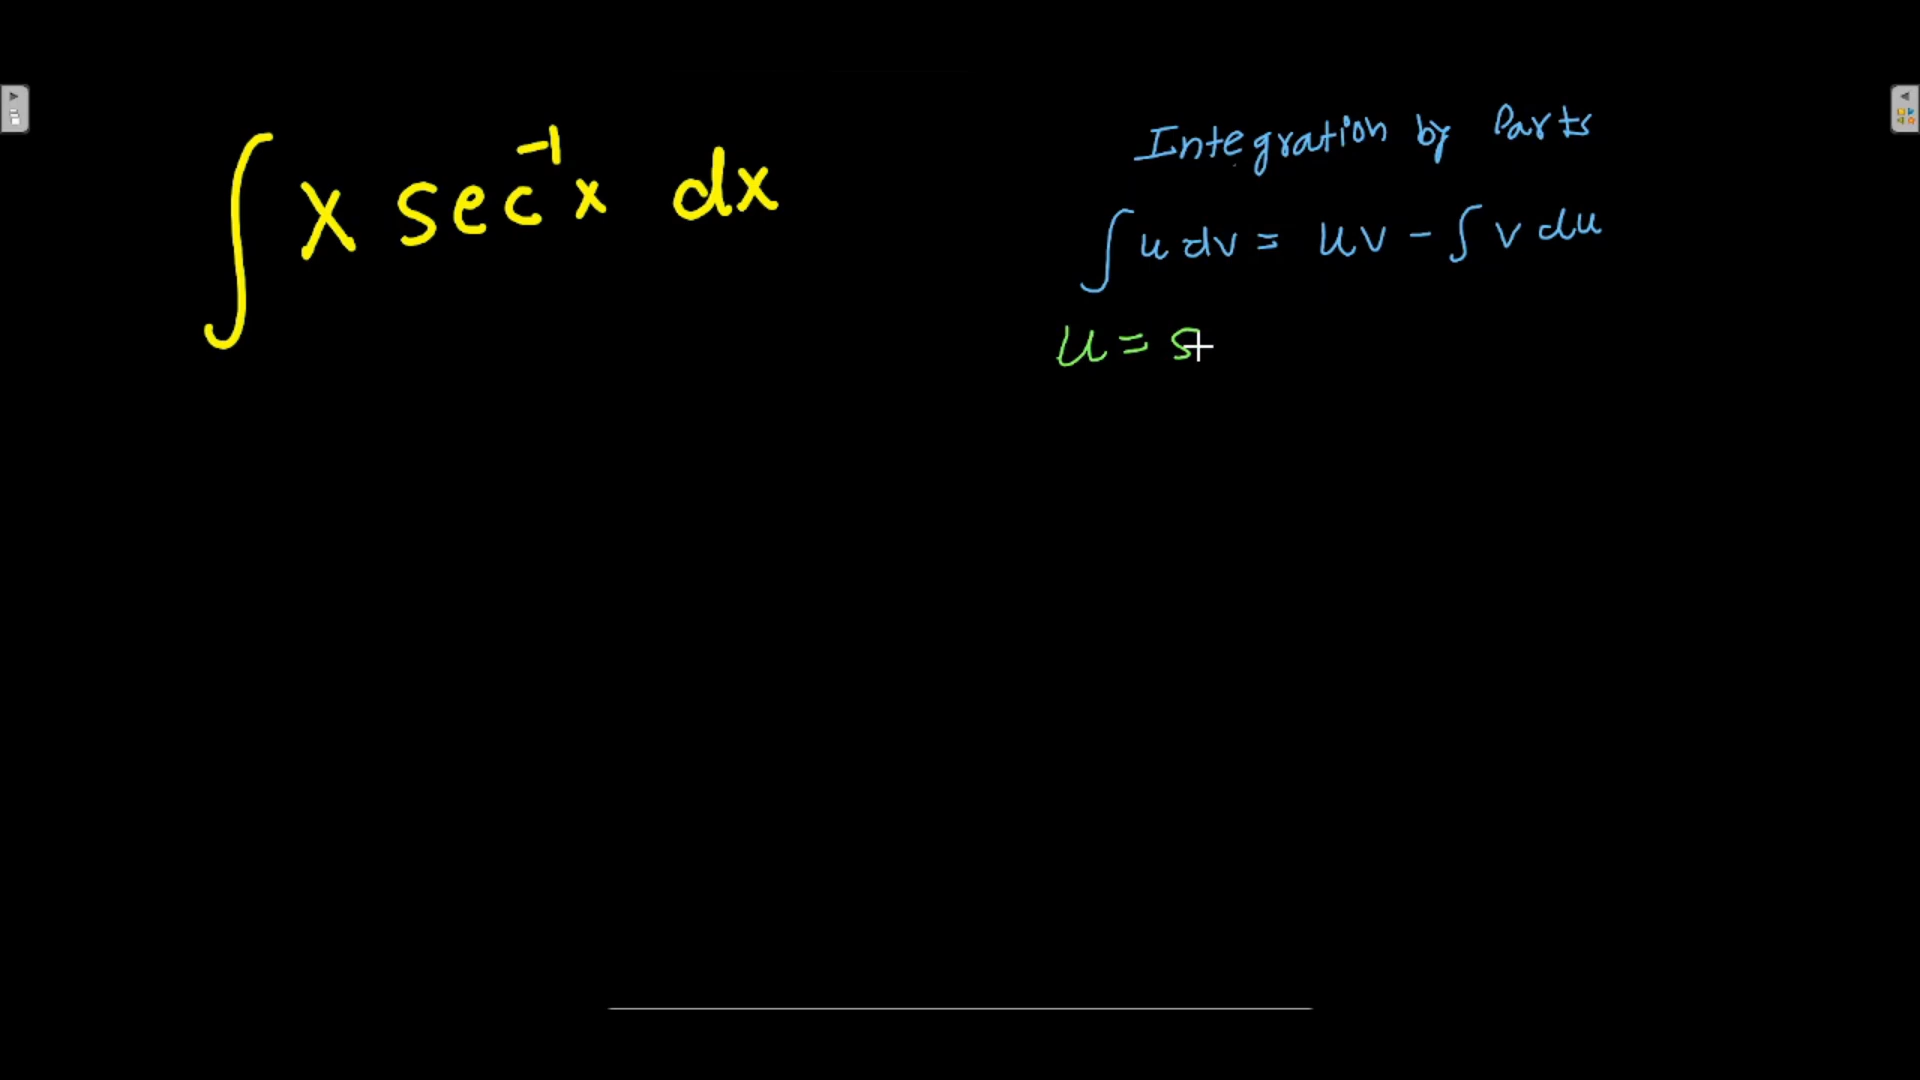 ∫ x sec⁻¹x dx
Integration by Parts
∫ u dv = uv - ∫ v du
u = s